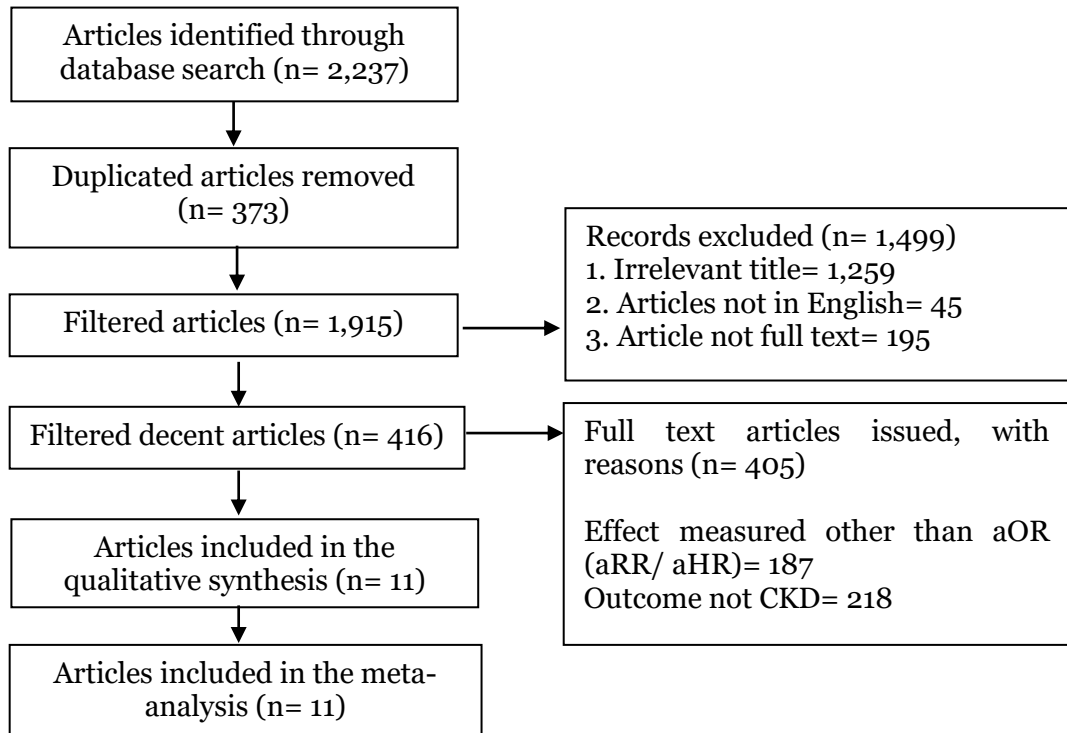 Articles identified through
database search (n= 2,237)
Duplicated articles removed
(n= 373)
Filtered articles (n= 1,915)
Records excluded (n= 1,499)
1. Irrelevant title= 1,259
2. Articles not in English= 45
3. Article not full text= 195
Filtered decent articles (n= 416)
Full text articles issued, with
reasons (n= 405)
Effect measured other than aOR
(aRR/ aHR)= 187
Outcome not CKD= 218
Articles included in the
qualitative synthesis (n= 11)
Articles included in the meta-
analysis (n= 11)